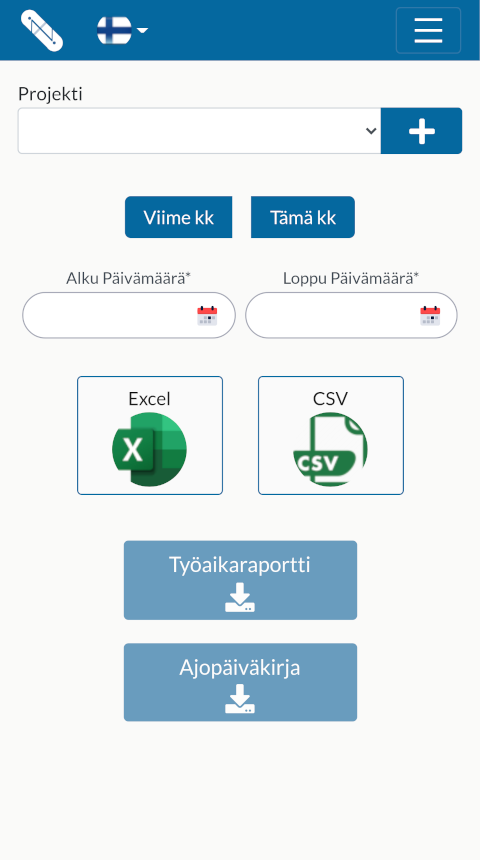 Projekti
Viime kk
Tämä kk
Alku Päivämäärä*
Loppu Päivämäärä*
Excel
CSV
X
CSV
Työaikaraportti
Ajopäiväkirja